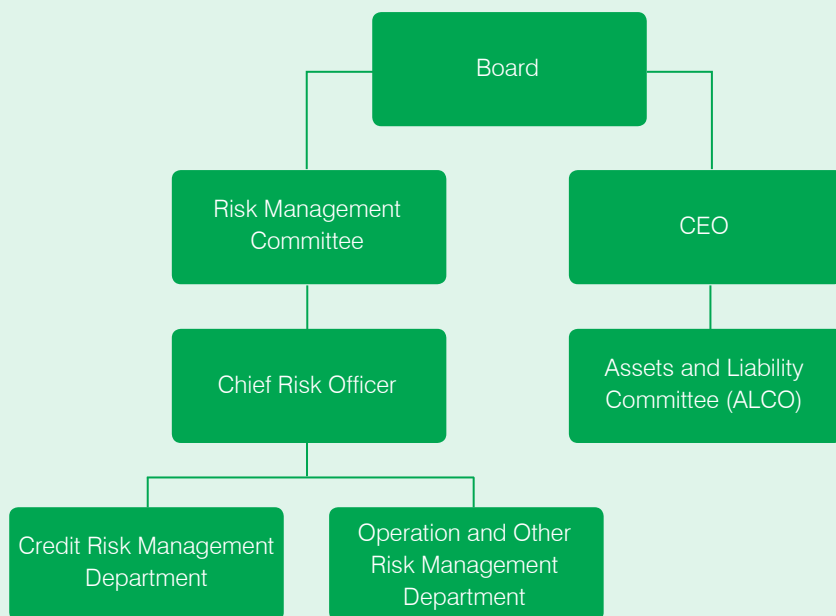 Board
Risk Management
Committee
CEO
Chief Risk Officer
Assets and Liability
Committee (ALCO)
Credit Risk Management
Department
Operation and Other
Risk Management
Department